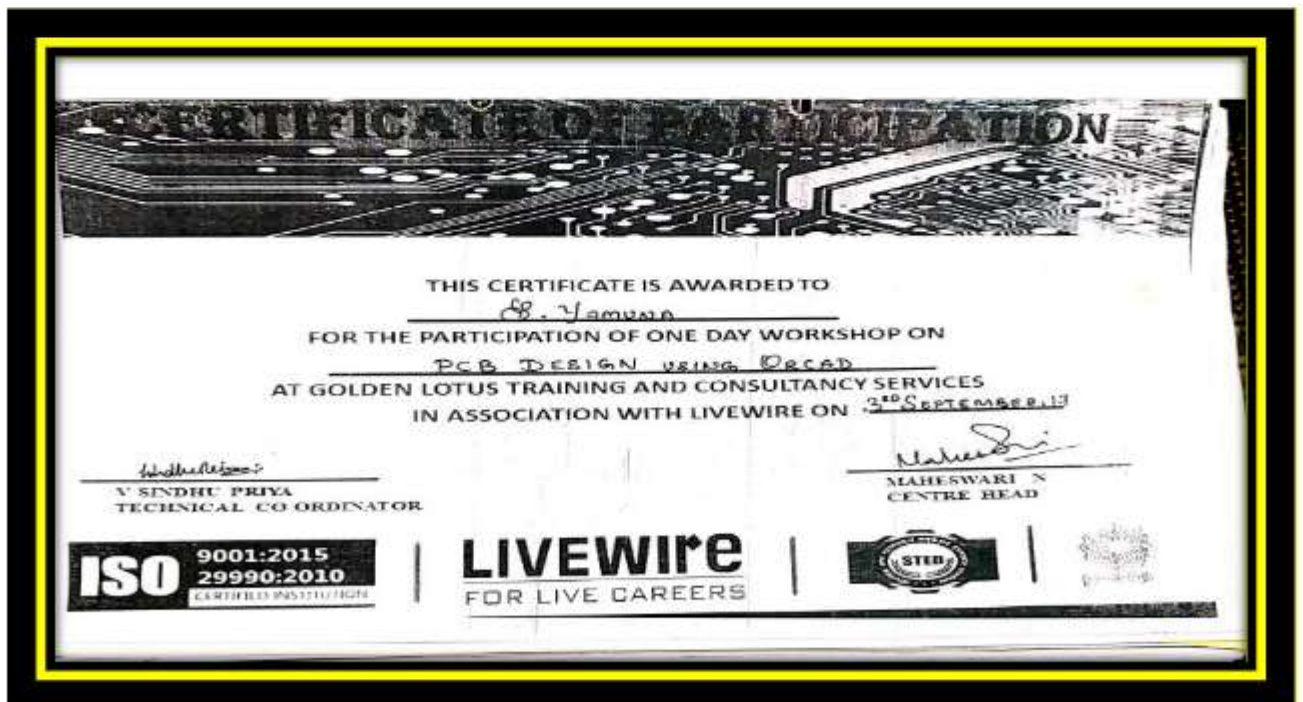 CERTIFICATE OF PARTICIPATION
THIS CERTIFICATE IS AWARDED TO
Yamuna
FOR THE PARTICIPATION OF ONE DAY WORKSHOP ON
PCB DESIGN USING ORCAD
AT GOLDEN LOTUS TRAINING AND CONSULTANCY SERVICES
IN ASSOCIATION WITH LIVEWIRE ON 3RD SEPTEMBER, 17
V SINDHU PRIYA
TECHNICAL CO ORDINATOR
MAHESWARI N
CENTRE HEAD
ISO 9001:2015
29990:2010
CERTIFIED INSTITUTION
LIVEWIRE
FOR LIVE CAREERS
STED